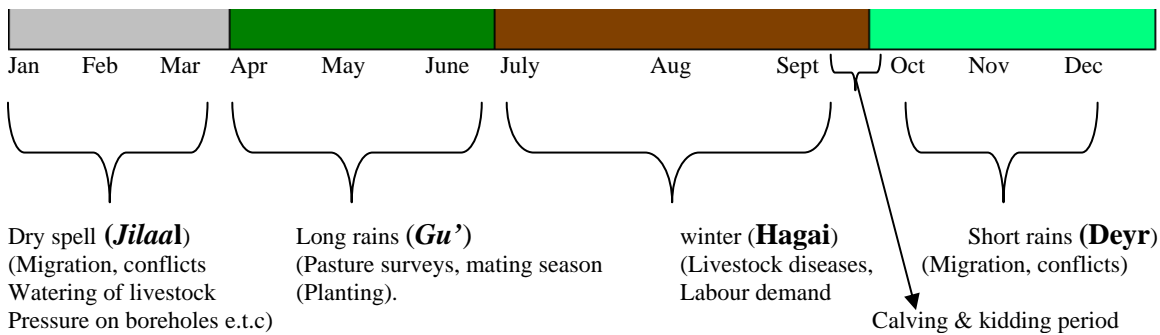 Jan Feb Mar Apr May June July Aug Sept Oct Nov Dec
Dry spell (Jilaal)
(Migration, conflicts
Watering of livestock
Pressure on boreholes e.t.c)
Long rains (Gu’)
(Pasture surveys, mating season
(Planting).
winter (Hagai)
(Livestock diseases,
Labour demand
Short rains (Deyr)
(Migration, conflicts)
Calving & kidding period